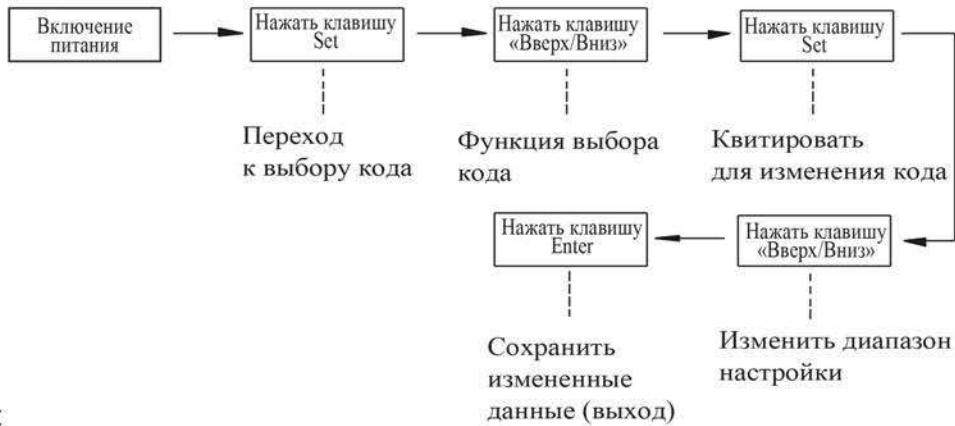 Включение
питания
Нажать клавишу
Set
Нажать клавишу
«Вверх/Вниз»
Нажать клавишу
Set
Переход
к выбору кода
Функция выбора
кода
Квитировать
для изменения кода
Нажать клавишу
Enter
Нажать клавишу
«Вверх/Вниз»
Сохранить
измененные
данные (выход)
Изменить диапазон
настройки